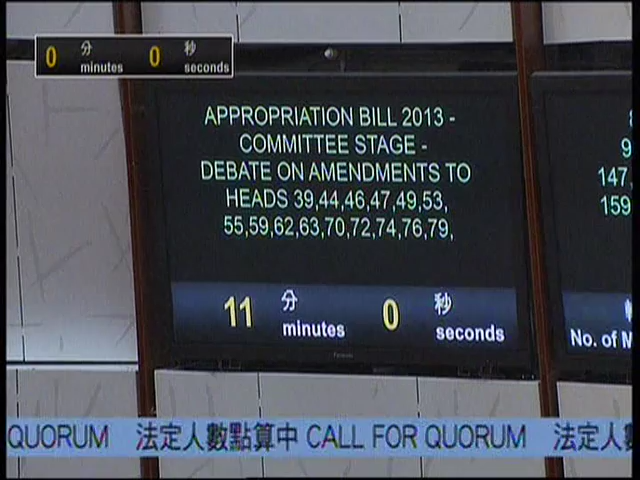 0 分 minutes 0 秒 seconds
APPROPRIATION BILL 2013 -
COMMITTEE STAGE -
DEBATE ON AMENDMENTS TO
HEADS 39,44,46,47,49,53,
55,59,62,63,70,72,74,76,79,
11 分 minutes 0 秒 seconds
9
147,
159
No. of M
QUORUM 法定人數點算中 CALL FOR QUORUM 法定人